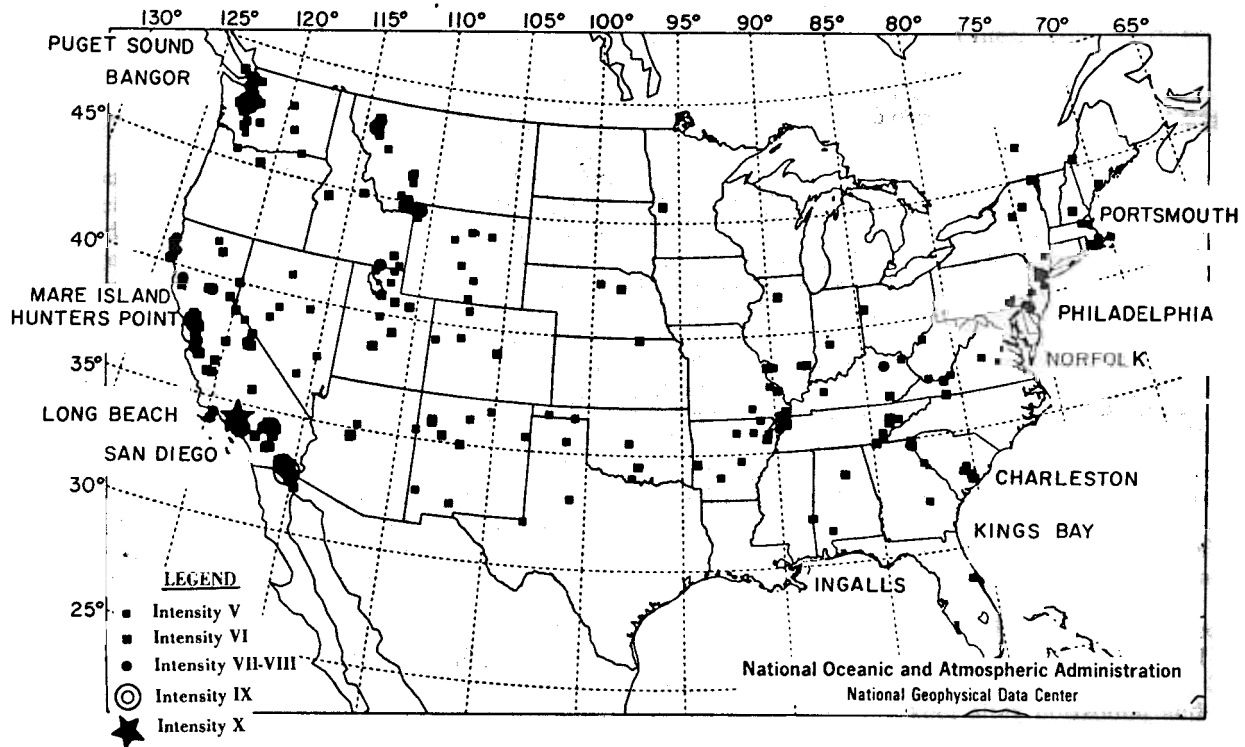 130° 125° 120° 115° 110° 105° 100° 95° 90° 85° 80° 75° 70° 65°
PUGET SOUND
BANGOR
45°
PORTSMOUTH
40°
MARE ISLAND
HUNTERS POINT
PHILADELPHIA
35°
NORFOLK
LONG BEACH
SAN DIEGO
CHARLESTON
30°
KINGS BAY
LEGEND
INGALLS
25°
Intensity V
Intensity VI
Intensity VII-VIII
Intensity IX
Intensity X
National Oceanic and Atmospheric Administration
National Geophysical Data Center